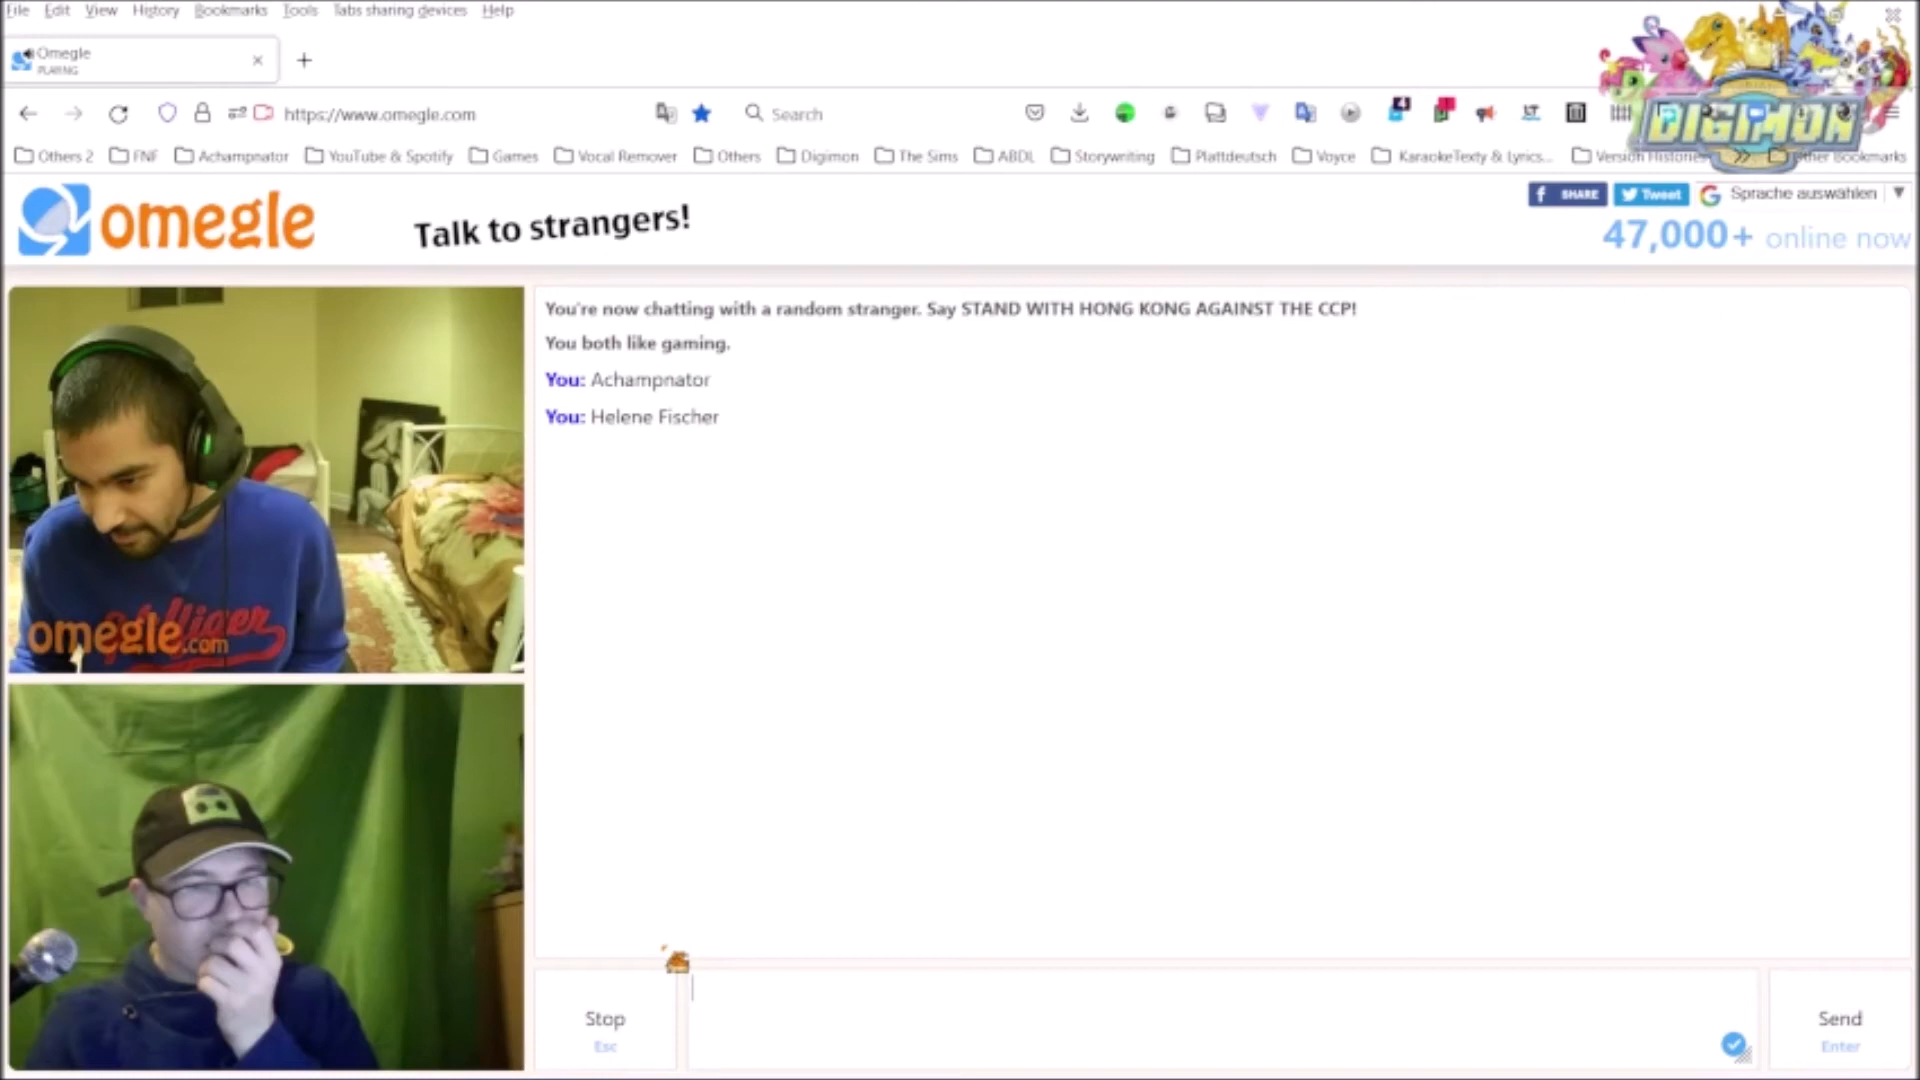 File Edit View History Bookmarks Tools Tabs sharing devices Help
Omegle
PLAYING
https://www.omegle.com
Search
4
Others 2 FNF Achampnator YouTube & Spotify Games Vocal Remover Others Digimon The Sims ABDL Storywriting Plattdeutsch Voyce KaraokeTexty & Lyrics... Version Histories Other Bookmarks
DIGIMON
omegle
Talk to strangers!
SHARE
Tweet
Sprache auswählen
47,000+ online now
You're now chatting with a random stranger. Say STAND WITH HONG KONG AGAINST THE CCP!
You both like gaming.
You: Achampnator
You: Helene Fischer
omegle.com
Stop
Esc
Send
Enter